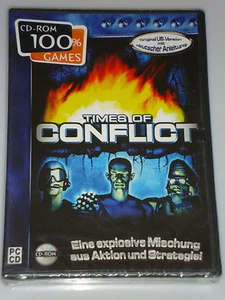 CD-ROM
100%
GAMES
Original US-Version
mit
deutscher Anleitung
TIMES OF
CONFLICT
Eine explosive Mischung
aus Aktion und Strategie!
PC
CD
CD-ROM